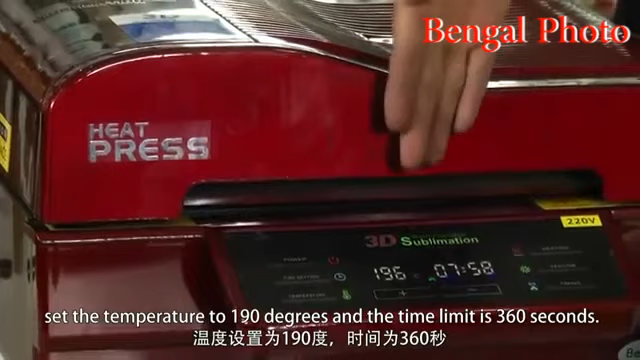 Bengal Photo
HEAT
PRESS
220V
3D Sublimation
196 07:58
set the temperature to 190 degrees and the time limit is 360 seconds.
温度设置为190度，时间为360秒